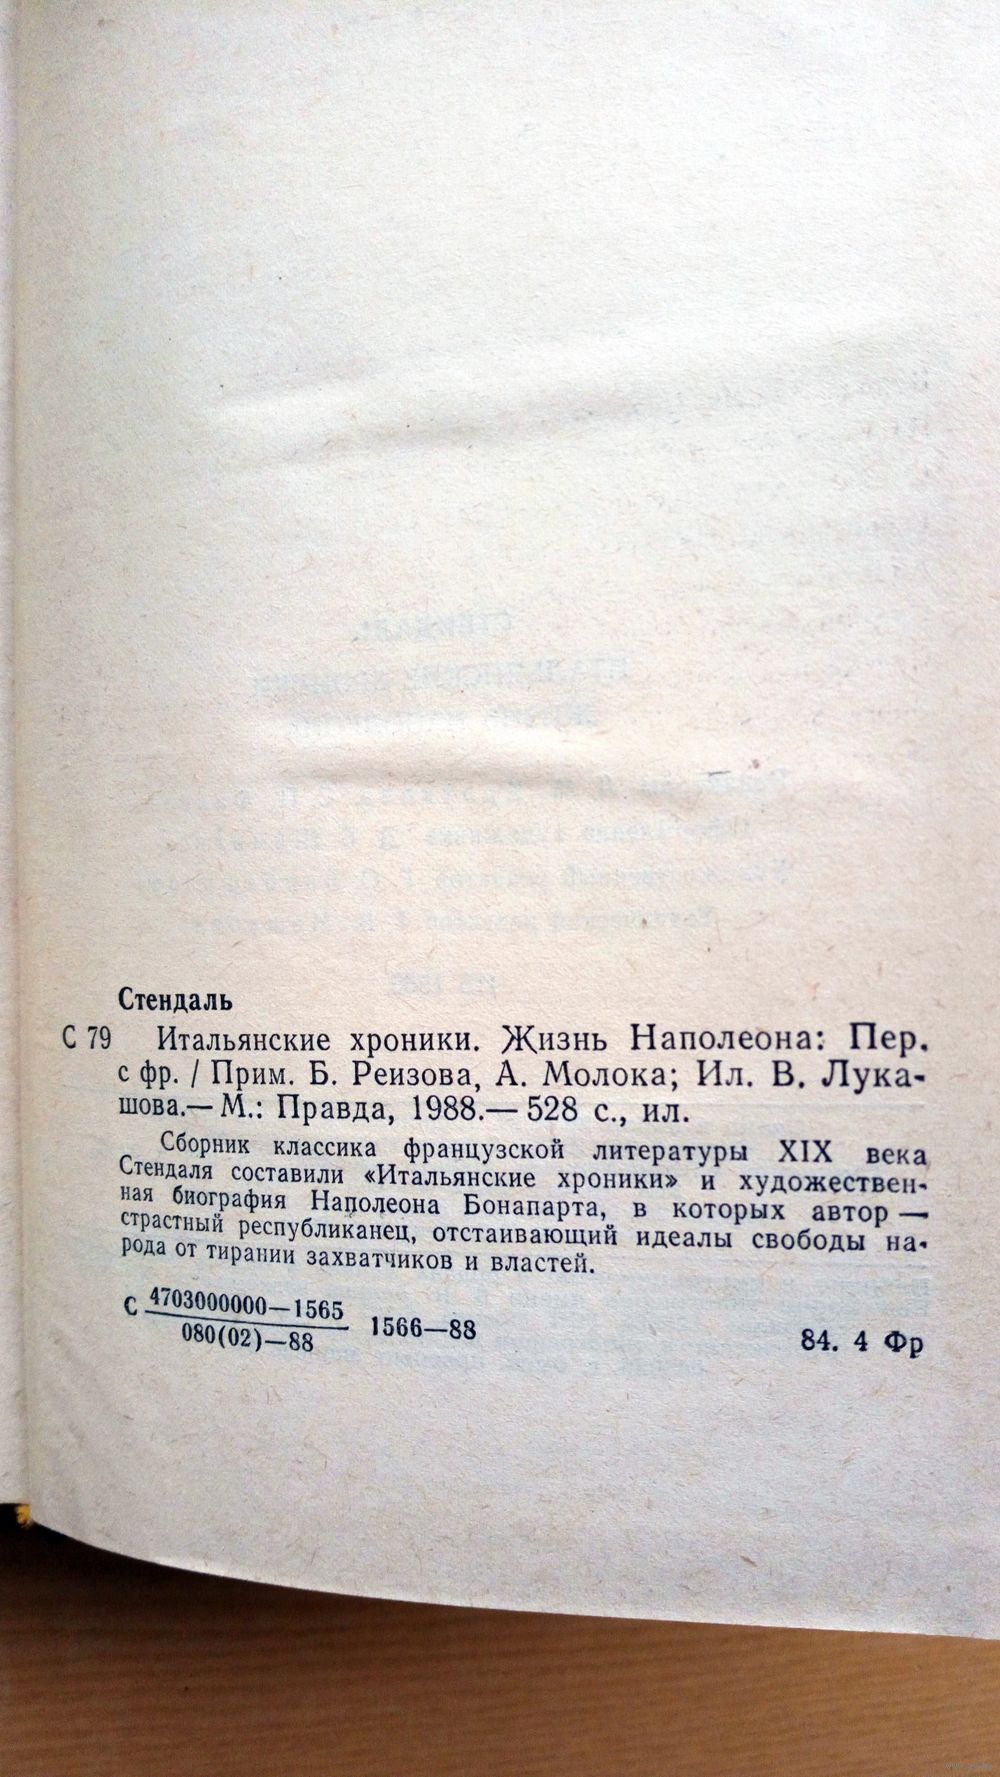 Стендаль
С 79 Итальянские хроники. Жизнь Наполеона: Пер.
с фр. / Прим. Б. Реизова, А. Молока; Ил. В. Лука-
шова.— М.: Правда, 1988.— 528 с., ил.
Сборник классика французской литературы XIX века
Стендаля составили «Итальянские хроники» и художествен-
ная биография Наполеона Бонапарта, в которых автор —
страстный республиканец, отстаивающий идеалы свободы на-
рода от тирании захватчиков и властей.
С 4703000000—1565
080(02)—88 1566—88
84. 4 Фр